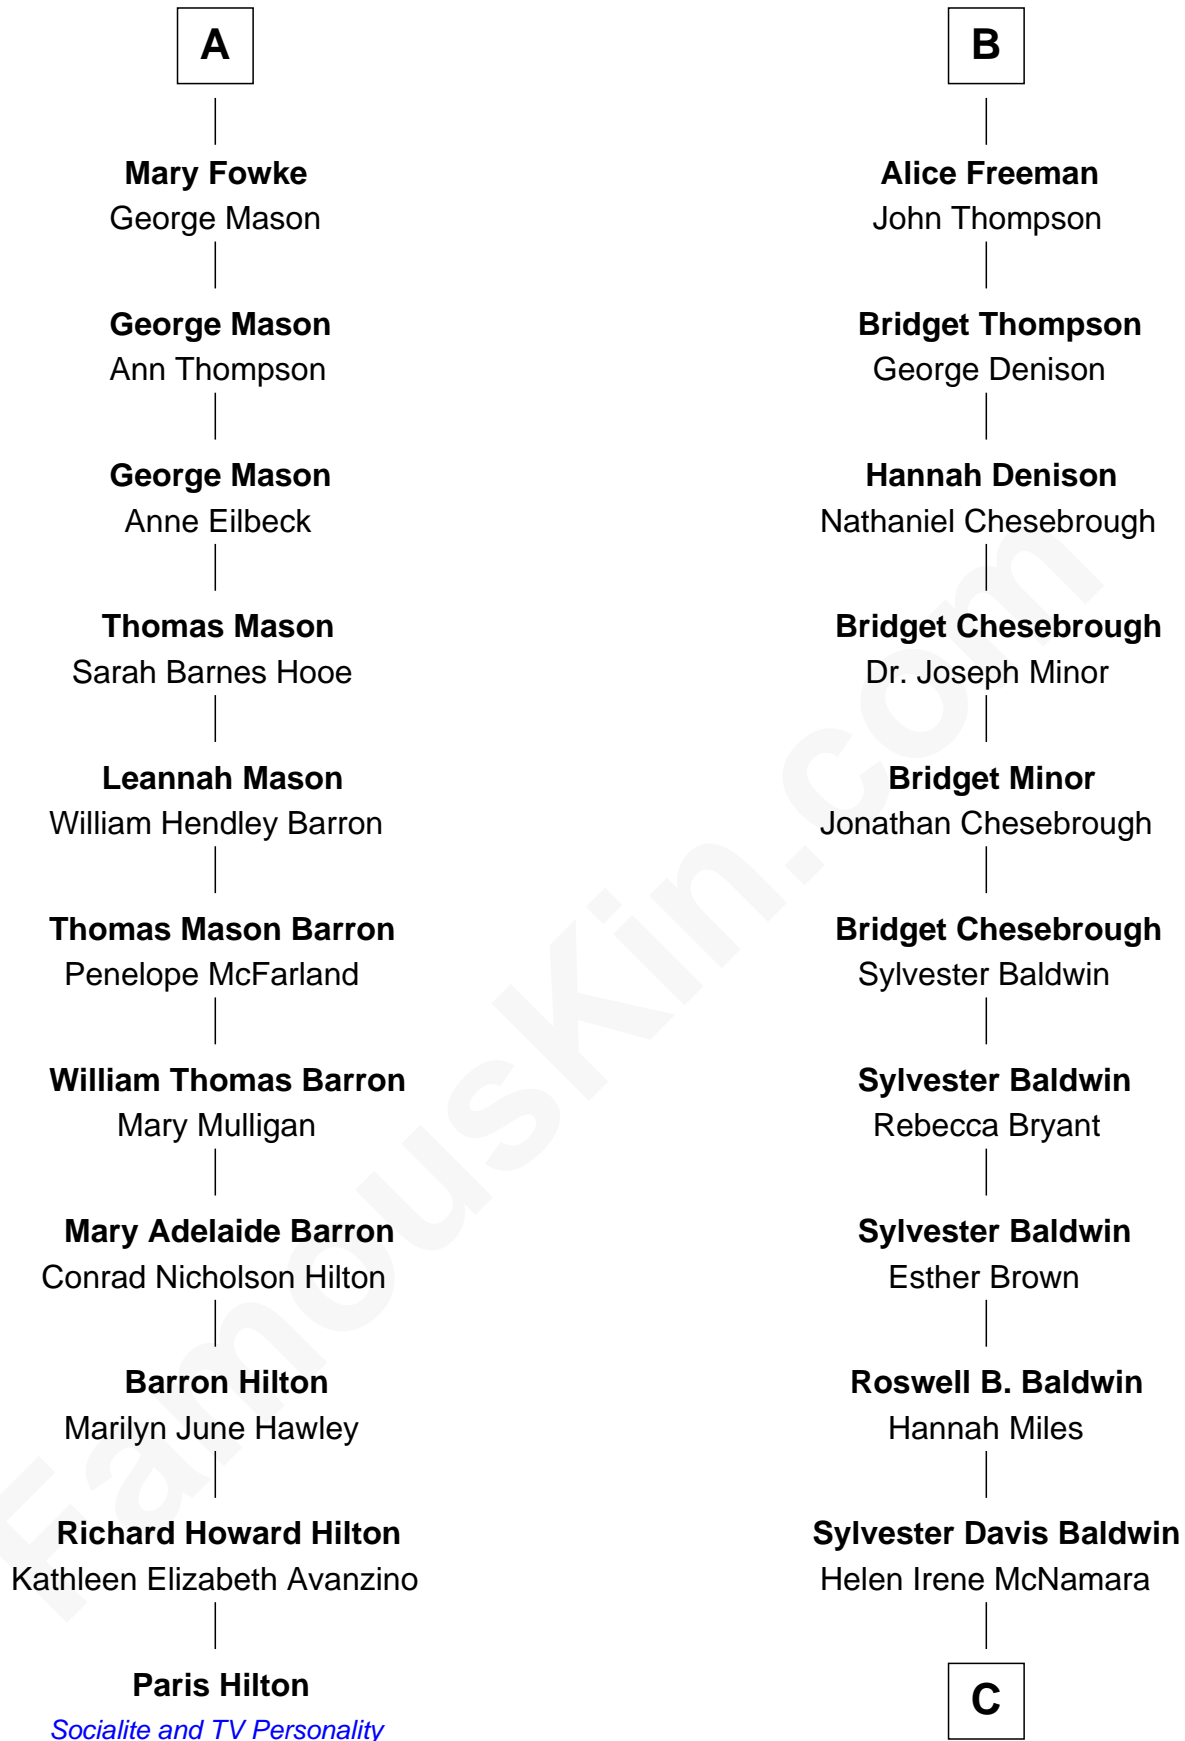 A
Mary Fowke
George Mason
George Mason
Ann Thompson
George Mason
Anne Eilbeck
Thomas Mason
Sarah Barnes Hooe
Leannah Mason
William Hendley Barron
Thomas Mason Barron
Penelope McFarland
William Thomas Barron
Mary Mulligan
Mary Adelaide Barron
Conrad Nicholson Hilton
Barron Hilton
Marilyn June Hawley
Richard Howard Hilton
Kathleen Elizabeth Avanzino
Paris Hilton
Socialite and TV Personality
B
Alice Freeman
John Thompson
Bridget Thompson
George Denison
Hannah Denison
Nathaniel Chesebrough
Bridget Chesebrough
Dr. Joseph Minor
Bridget Minor
Jonathan Chesebrough
Bridget Chesebrough
Sylvester Baldwin
Sylvester Baldwin
Rebecca Bryant
Sylvester Baldwin
Esther Brown
Roswell B. Baldwin
Hannah Miles
Sylvester Davis Baldwin
Helen Irene McNamara
C
FamousKin.com